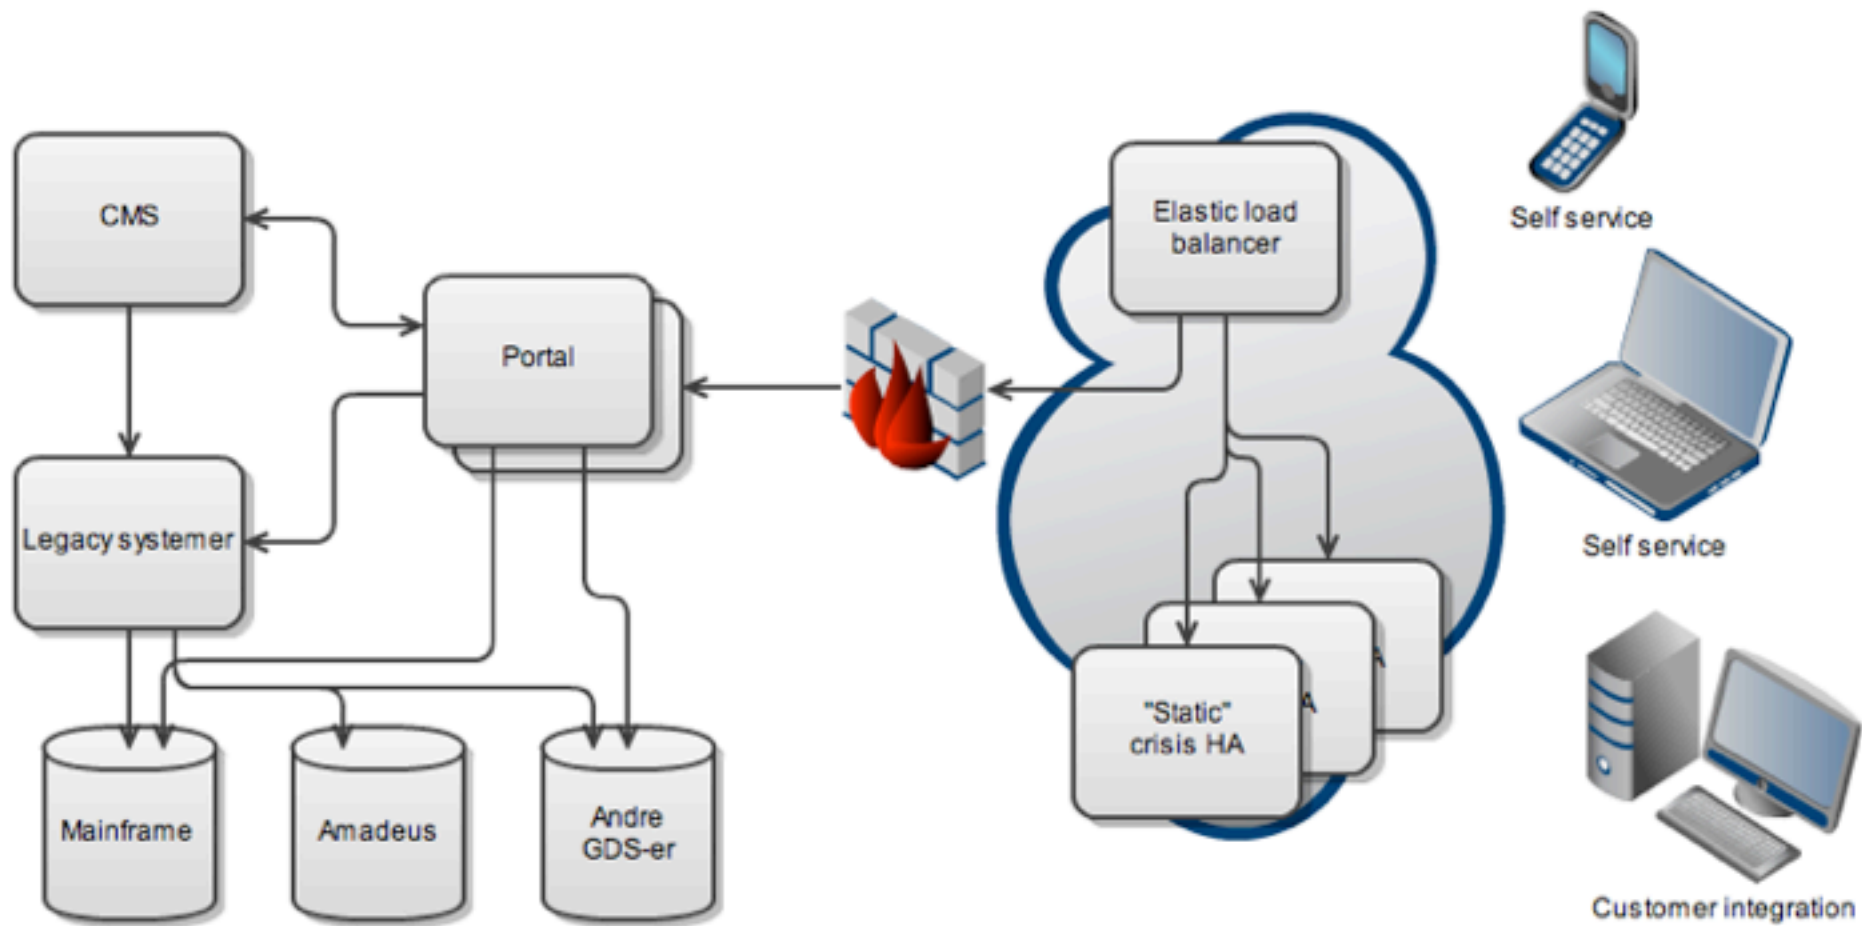 CMS
Portal
Legacy systemer
Mainframe
Amadeus
Andre
GDS-er
Elastic load
balancer
"Static"
crisis HA
A
A
Self service
Self service
Customer integration